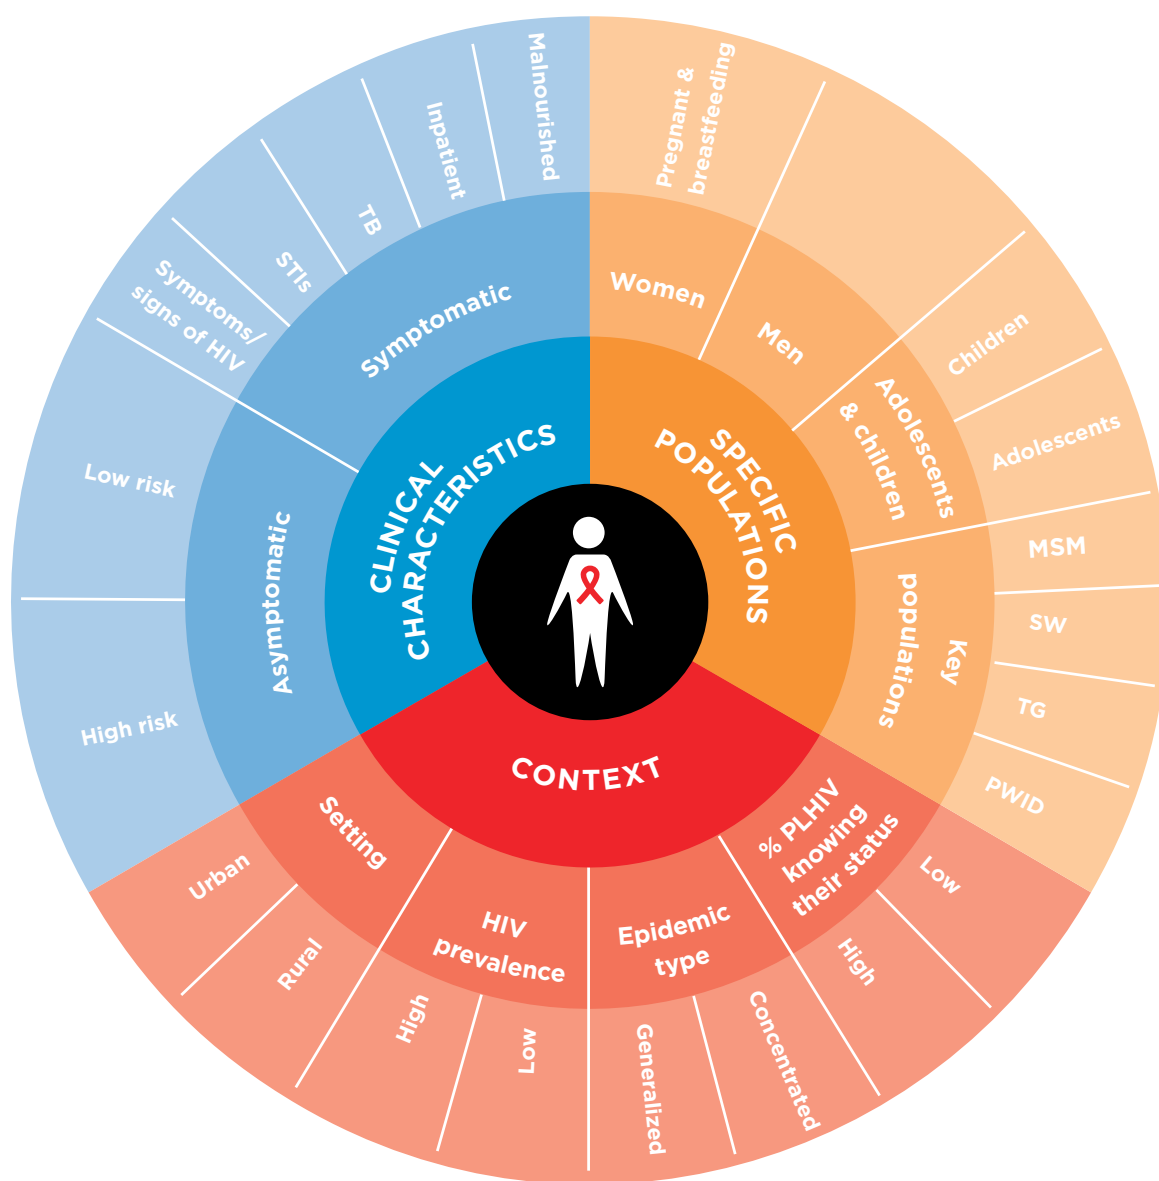 CLINICAL
CHARACTERISTICS
Symptomatic
Malnourished
Inpatient
TB
STIs
Symptoms/
signs of HIV
Asymptomatic
Low risk
High risk
SPECIFIC
POPULATIONS
Women
Pregnant &
breastfeeding
Men
Adolescents
& children
Children
Adolescents
Key
populations
MSM
SW
TG
PWID
CONTEXT
% PLHIV
knowing
their status
Low
High
Epidemic
type
Concentrated
Generalized
HIV
prevalence
Low
High
Setting
Rural
Urban